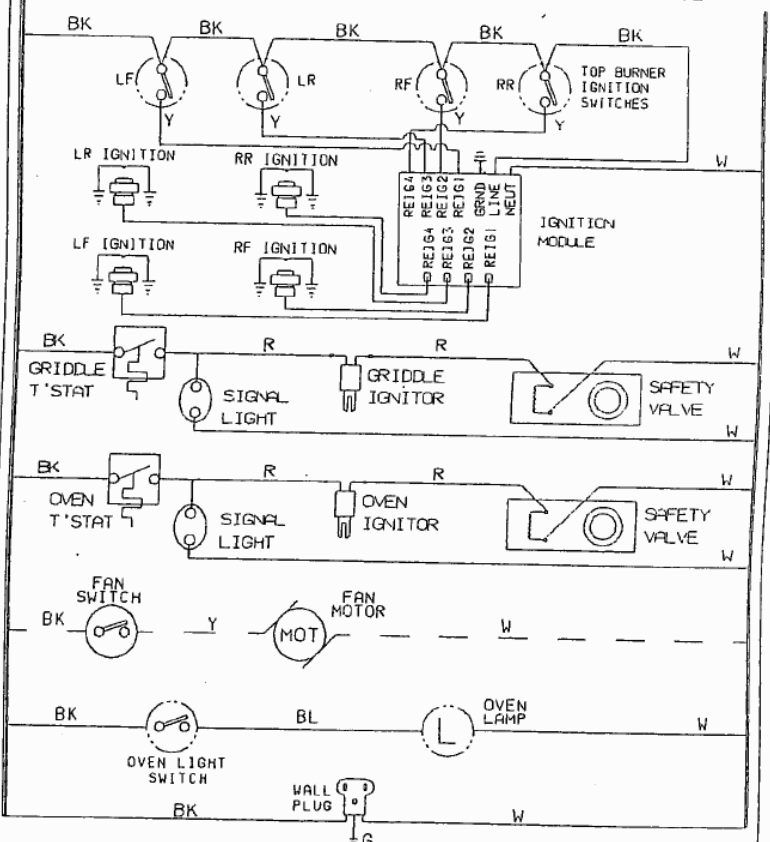 BK BK BK BK BK
LF LR RF RR
TOP BURNER
IGNITION
SWITCHES
Y Y Y Y
LR IGNITION
RR IGNITION
W
REIG4 REIG3 REIG2 REIG1 GRND LINE NEUT
IGNITION
MODULE
REIG4 REIG3 REIG2 REIG1
LF IGNITION
RF IGNITION
BK R R W
GRIDDLE
T'STAT
SIGNAL
LIGHT
GRIDDLE
IGNITOR
SAFETY
VALVE
W
BK R R W
OVEN
T'STAT
SIGNAL
LIGHT
OVEN
IGNITOR
SAFETY
VALVE
W
FAN
SWITCH
FAN
MOTOR
BK Y MOT W
BK BL L W
OVEN
LAMP
OVEN LIGHT
SWITCH
WALL
PLUG
BK W
G